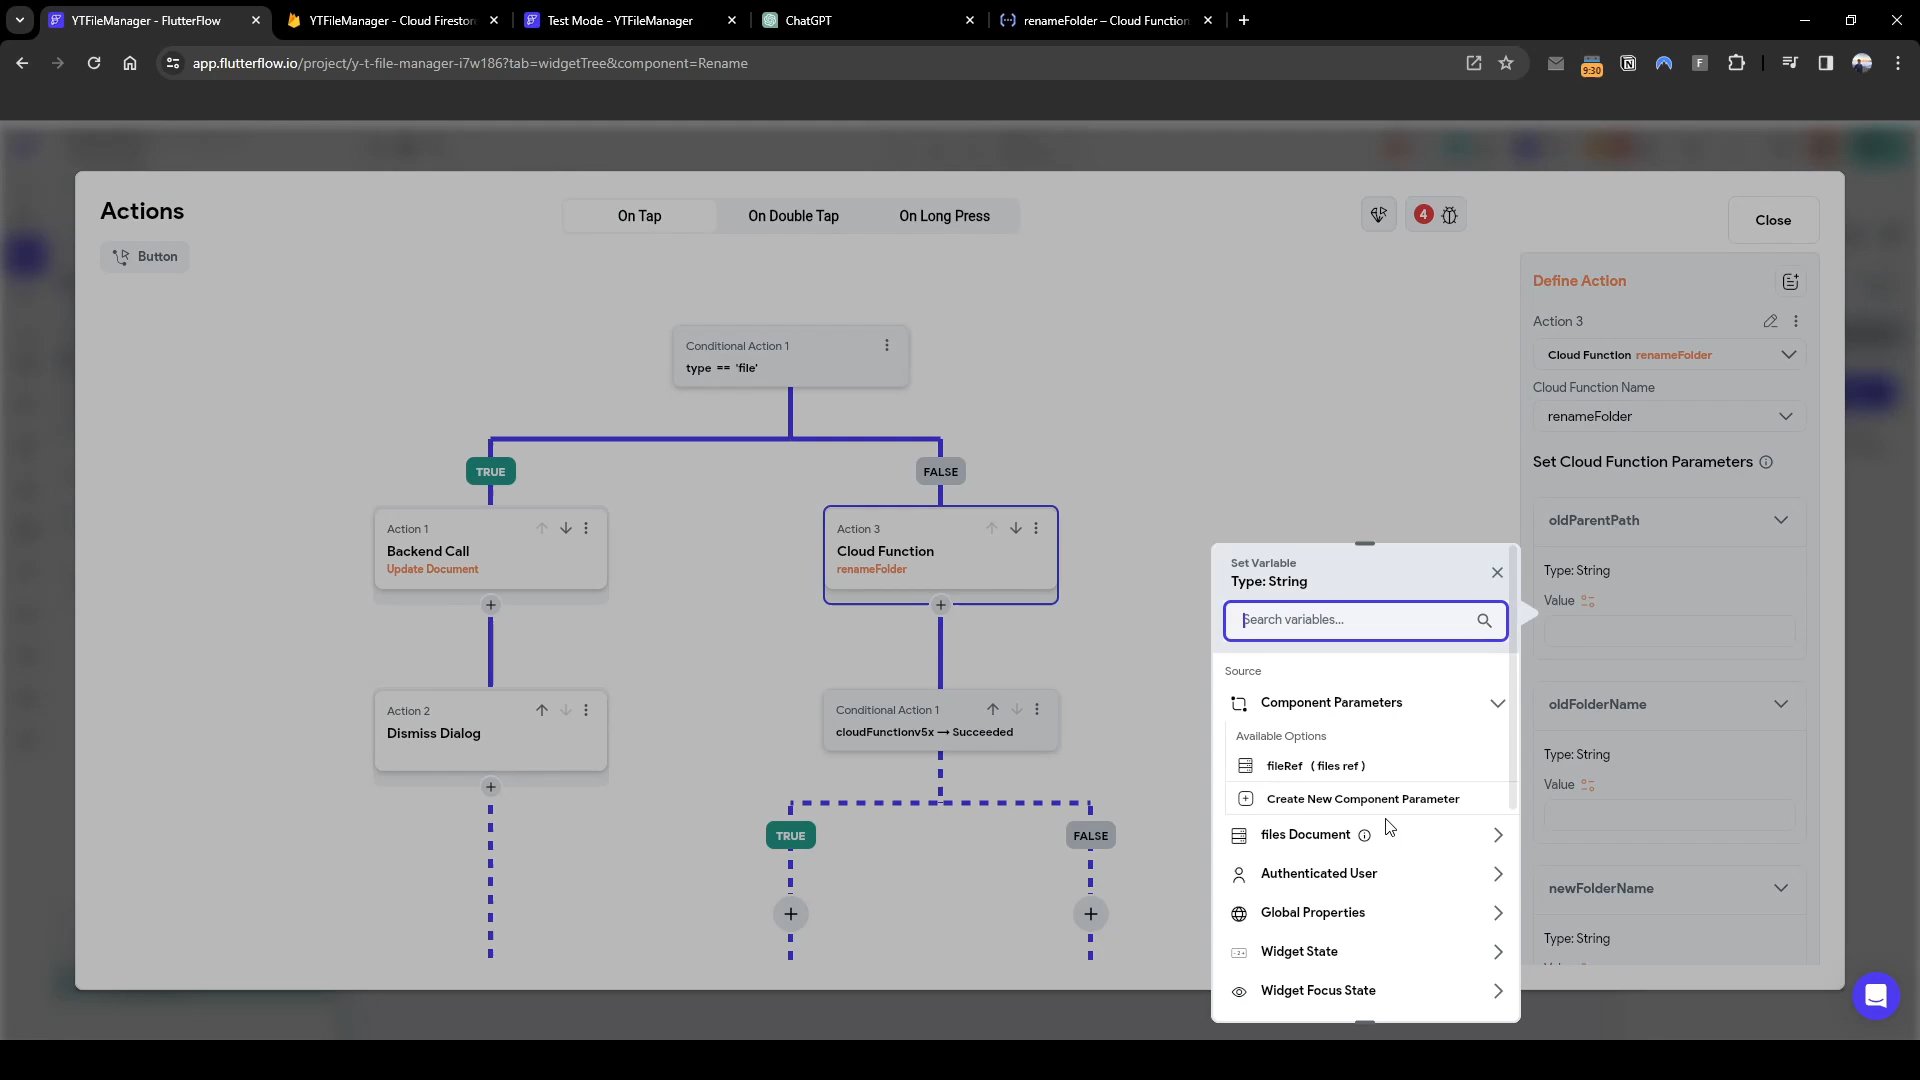 YTFileManager - FlutterFlow
YTFileManager - Cloud Firestor
Test Mode - YTFileManager
ChatGPT
renameFolder – Cloud Function
app.flutterflow.io/project/y-t-file-manager-i7w186?tab=widgetTree&component=Rename
9:30
F
Actions
On Tap
On Double Tap
On Long Press
4
Close
Button
Define Action
Action 3
Cloud Function renameFolder
Cloud Function Name
renameFolder
Set Cloud Function Parameters
oldParentPath
Type: String
Value
oldFolderName
Type: String
Value
newFolderName
Type: String
Conditional Action 1
type == 'file'
TRUE
FALSE
Action 1
Backend Call
Update Document
Action 3
Cloud Function
renameFolder
Action 2
Dismiss Dialog
Conditional Action 1
cloudFunctionv5x → Succeeded
TRUE
FALSE
Set Variable
Type: String
Search variables...
Source
Component Parameters
Available Options
fileRef ( files ref )
Create New Component Parameter
files Document
Authenticated User
Global Properties
Widget State
Widget Focus State